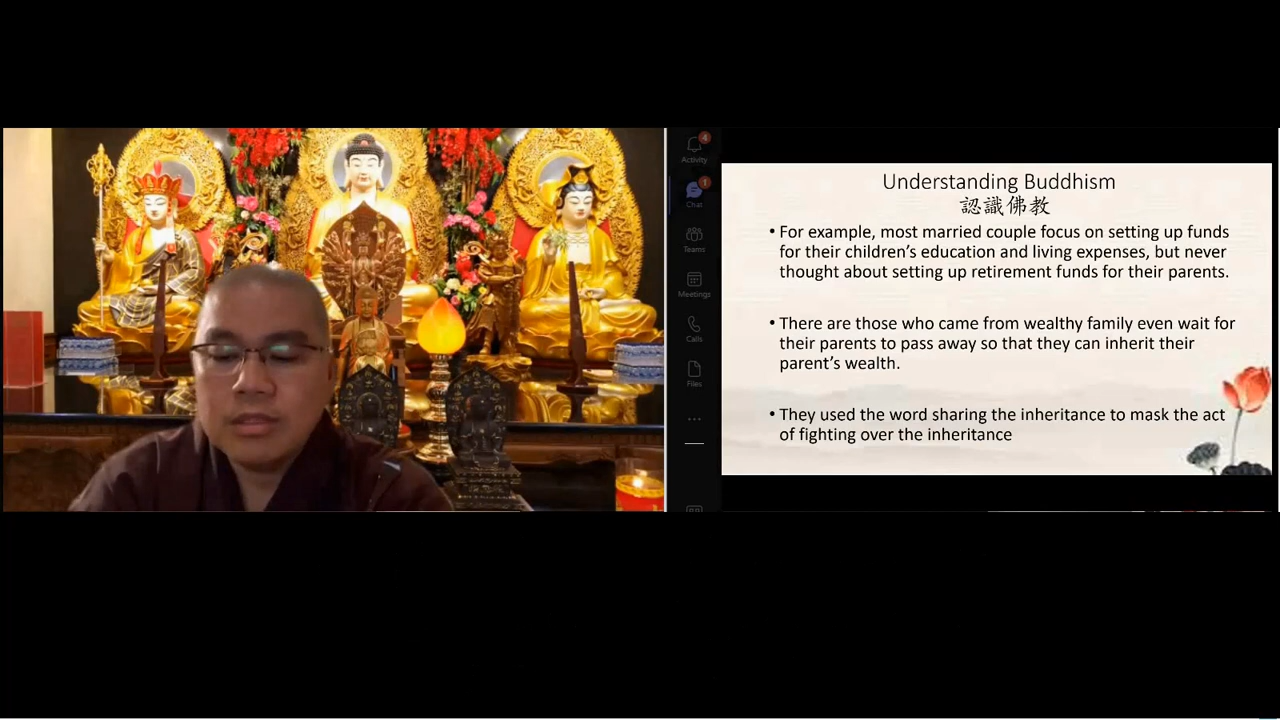 4
Activity
1
Chat
Teams
Meetings
Calls
Files
Understanding Buddhism
認識佛教
• For example, most married couple focus on setting up funds
for their children's education and living expenses, but never
thought about setting up retirement funds for their parents.
• There are those who came from wealthy family even wait for
their parents to pass away so that they can inherit their
parent's wealth.
• They used the word sharing the inheritance to mask the act
of fighting over the inheritance